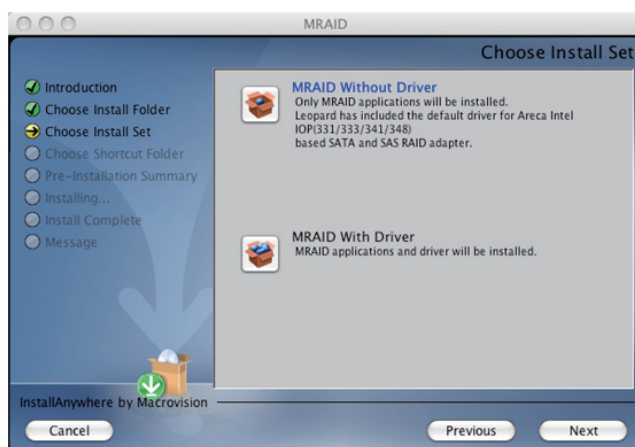 MRAID
Choose Install Set
Introduction
Choose Install Folder
Choose Install Set
Choose Shortcut Folder
Pre-Installation Summary
Installing...
Install Complete
Message
MRAID Without Driver
Only MRAID applications will be installed.
Leopard has included the default driver for Areca Intel
IOP(331/333/341/348)
based SATA and SAS RAID adapter.
MRAID With Driver
MRAID applications and driver will be installed.
InstallAnywhere by Macrovision
Cancel
Previous
Next